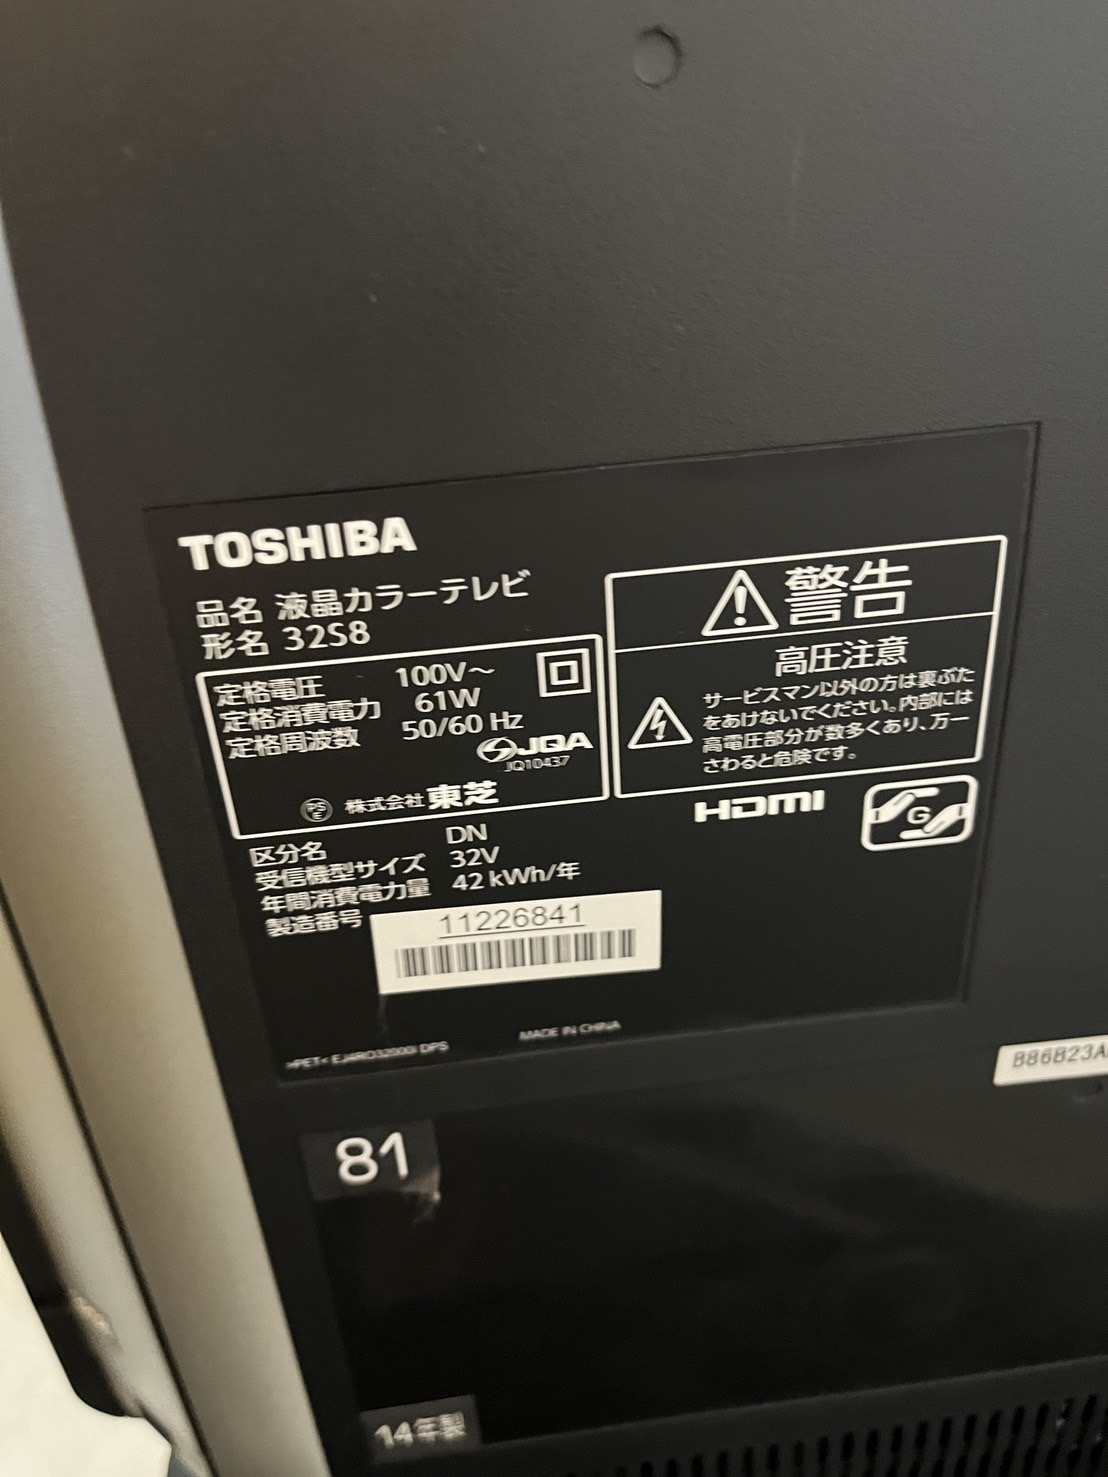 TOSHIBA
品名 液晶カラーテレビ
形名 32S8
定格電圧 100V～
定格消費電力 61W
定格周波数 50/60 Hz
JQA
JQ10437
PS
E
株式会社 東芝
区分名 DN
受信機型サイズ 32V
年間消費電力量 42 kWh/年
製造番号 11226841
MADE IN CHINA
警告
高圧注意
サービスマン以外の方は裏ぶた
をあけないでください。内部には
高電圧部分が数多くあり、万一
さわると危険です。
HDMI
G
B86B23A
81
14年製